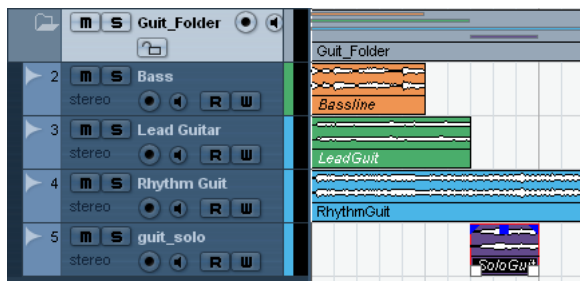 m S Guit_Folder
Guit_Folder
2 m S Bass
stereo R W
Bassline
3 m S Lead Guitar
stereo R W
LeadGuit
4 m S Rhythm Guit
stereo R W
RhythmGuit
5 m S guit_solo
stereo R W
SoloGuit